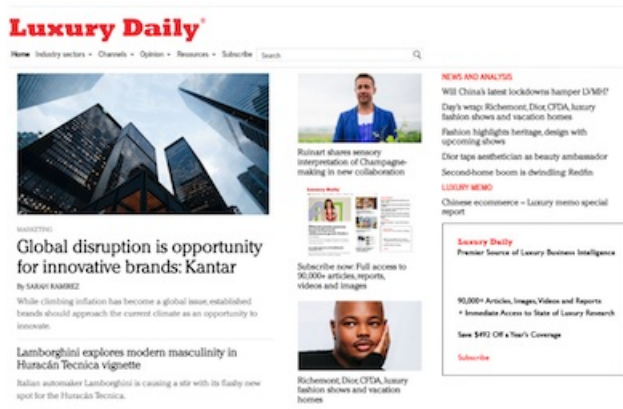 Luxury Daily®
Home Industry sectors Channels Opinion Resources Subscribe Search
MARKETING
Global disruption is opportunity
for innovative brands: Kantar
By SARAH RAMIREZ
While climbing inflation has become a global issue, established
brands should approach the current climate as an opportunity to
innovate.
Lamborghini explores modern masculinity in
Huracán Tecnica vignette
Italian automaker Lamborghini is causing a stir with its flashy new
spot for the Huracán Tecnica.
Ruinart shares sensory
interpretation of Champagne-
making in new collaboration
Luxury Daily
Subscribe now: Full access to
90,000+ articles, reports,
videos and images
Richemont, Dior, CFDA, luxury
fashion shows and vacation
homes
NEWS AND ANALYSIS
Will China's latest lockdowns hamper LVMH?
Day's wrap: Richemont, Dior, CFDA, luxury
fashion shows and vacation homes
Fashion highlights heritage, design with
upcoming shows
Dior taps aesthetician as beauty ambassador
Second-home boom is dwindling: Redfin
LUXURY MEMO
Chinese ecommerce – Luxury memo special
report
Luxury Daily
Premier Source of Luxury Business Intelligence
90,000+ Articles, Images, Videos and Reports
+ Immediate Access to State of Luxury Research
Save $492 Off a Year's Coverage
Subscribe